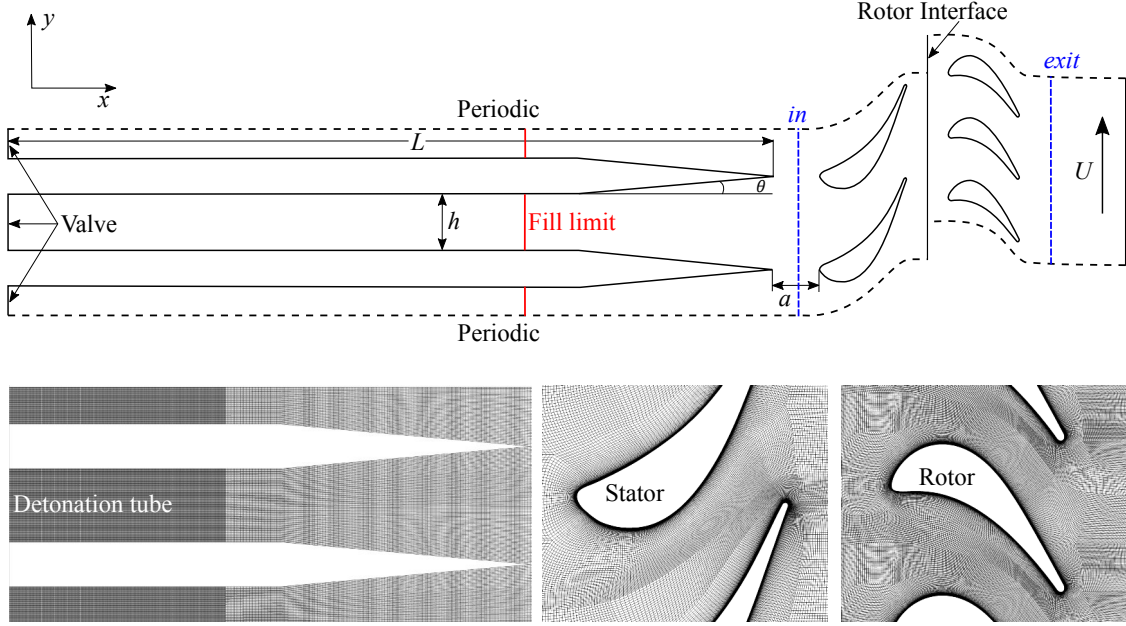 Rotor Interface
y
x
Periodic
in
exit
L
θ
U
Valve
h
Fill limit
a
Periodic
Detonation tube
Stator
Rotor